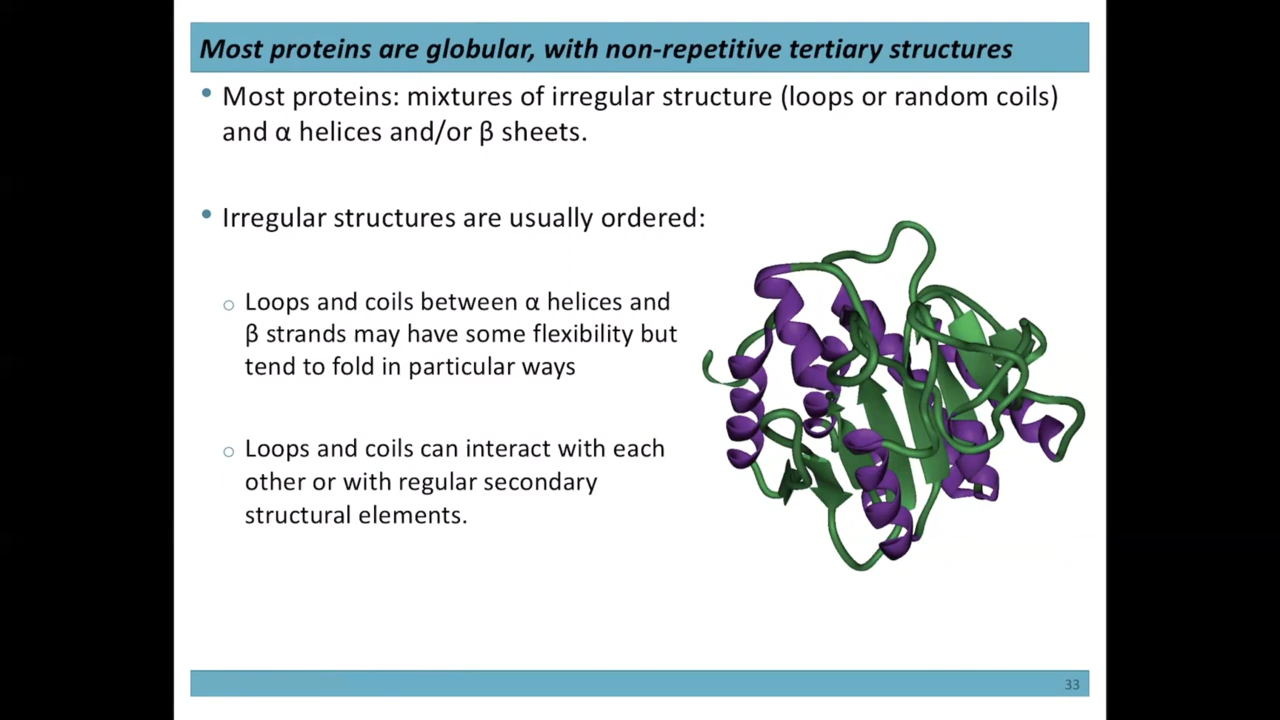 Most proteins are globular, with non-repetitive tertiary structures
• Most proteins: mixtures of irregular structure (loops or random coils)
and α helices and/or β sheets.
• Irregular structures are usually ordered:
○ Loops and coils between α helices and
β strands may have some flexibility but
tend to fold in particular ways
○ Loops and coils can interact with each
other or with regular secondary
structural elements.
33